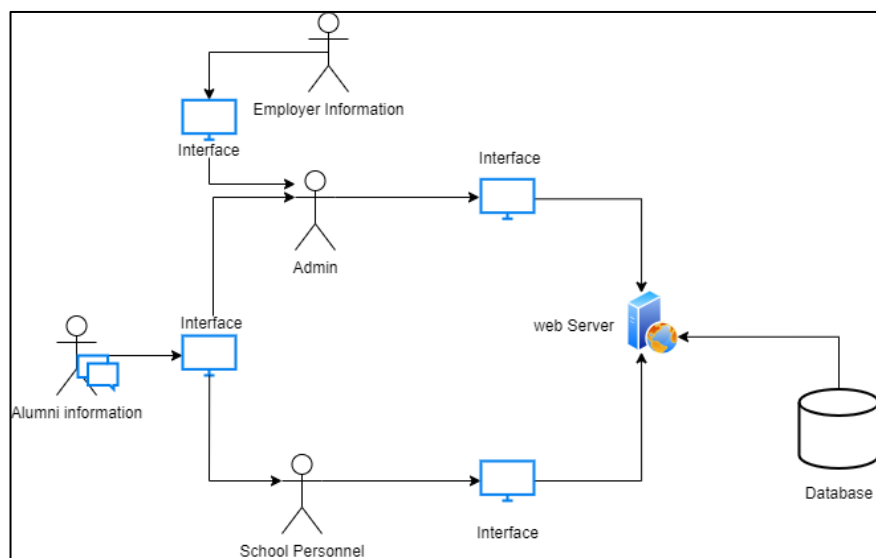 Employer Information
Interface
Interface
Admin
Interface
web Server
Alumni information
Database
Interface
School Personnel